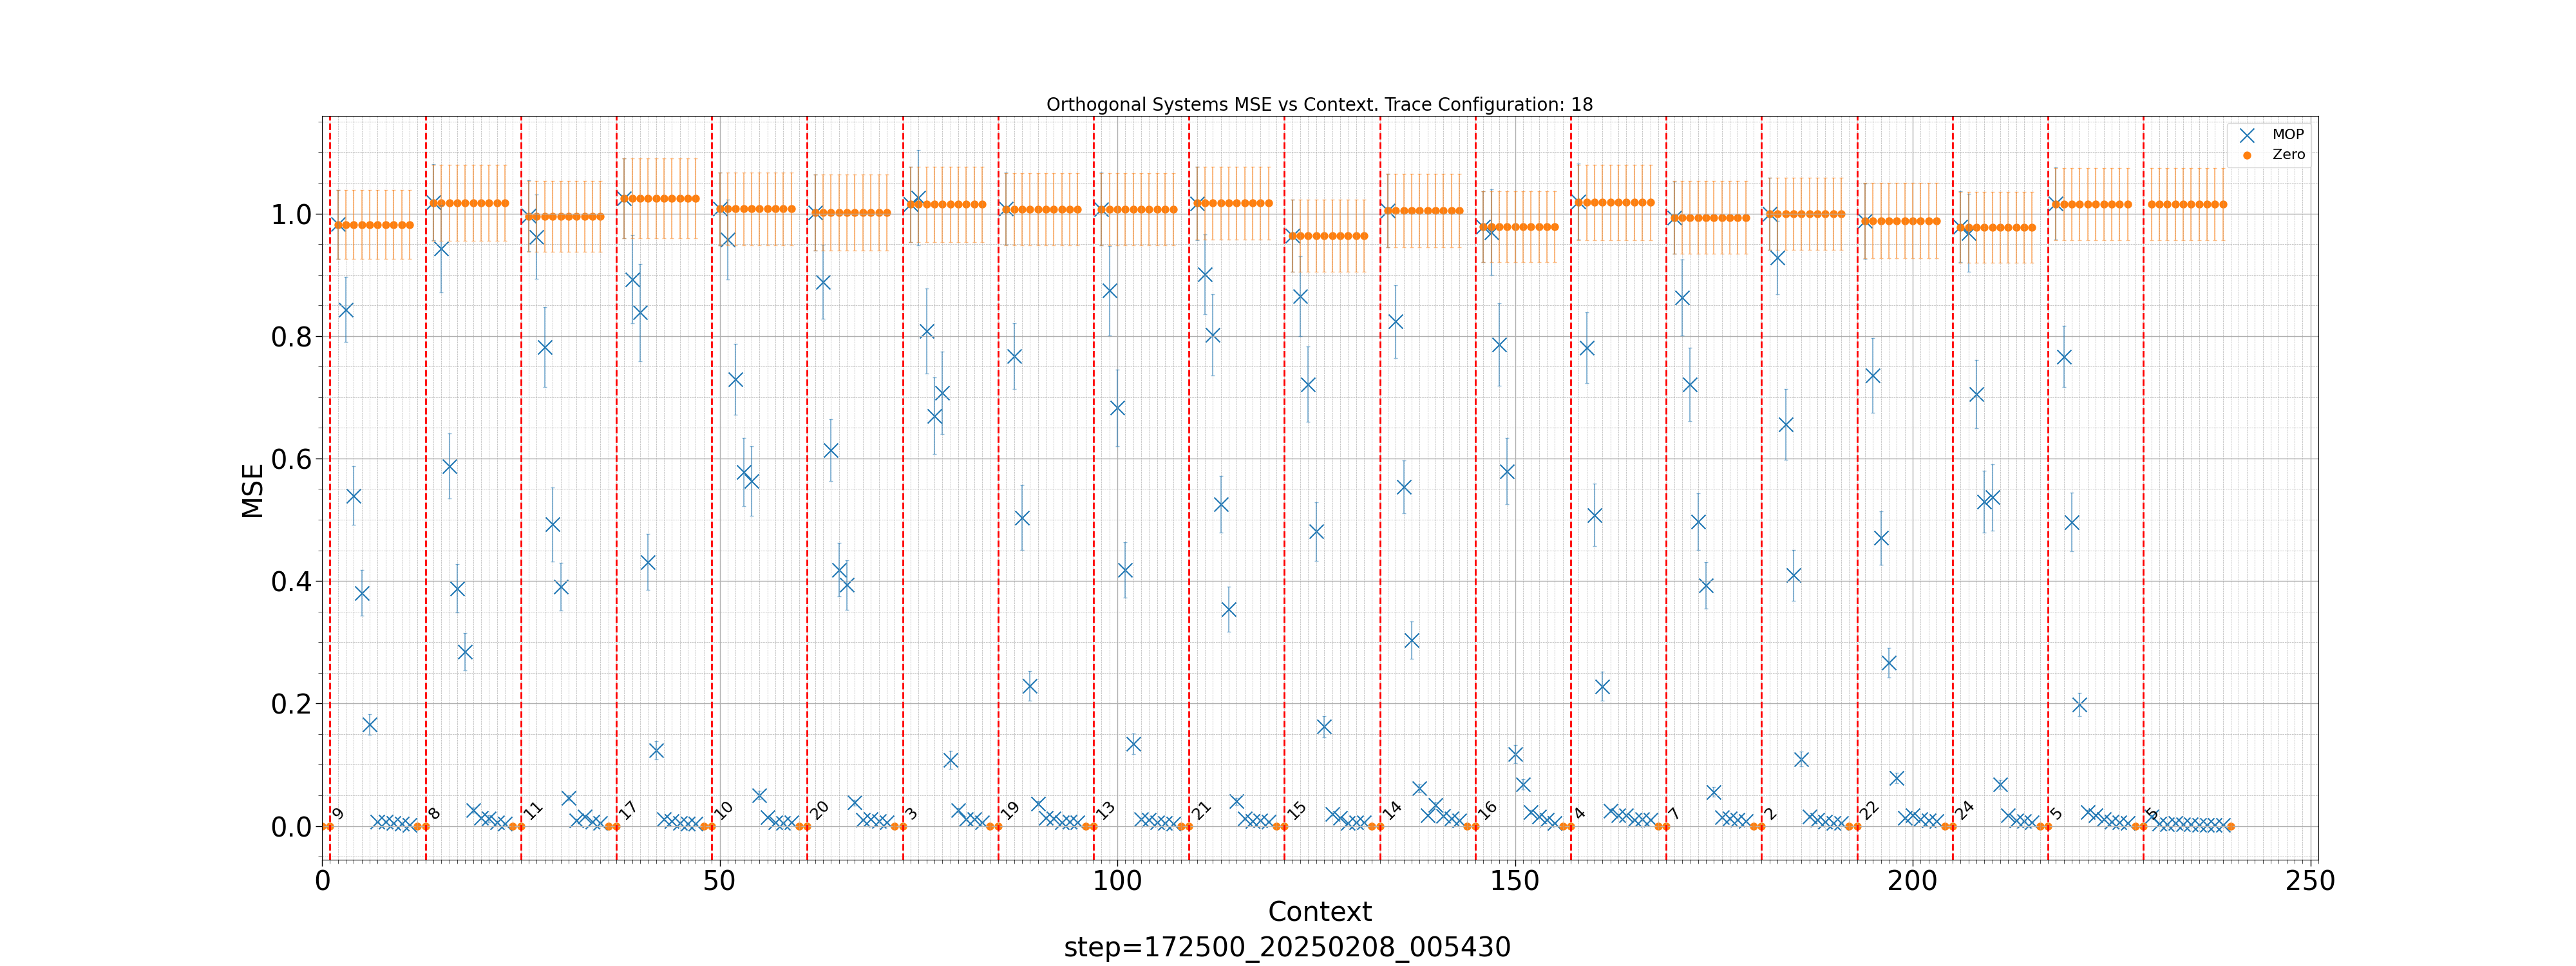 Orthogonal Systems MSE vs Context. Trace Configuration: 18
MOP
Zero
MSE
1.0
0.8
0.6
0.4
0.2
0.0
9 8 11 17 10 20 3 19 13 21 15 14 16 4 7 2 22 24 5 5
0 50 100 150 200 250
Context
step=172500_20250208_005430